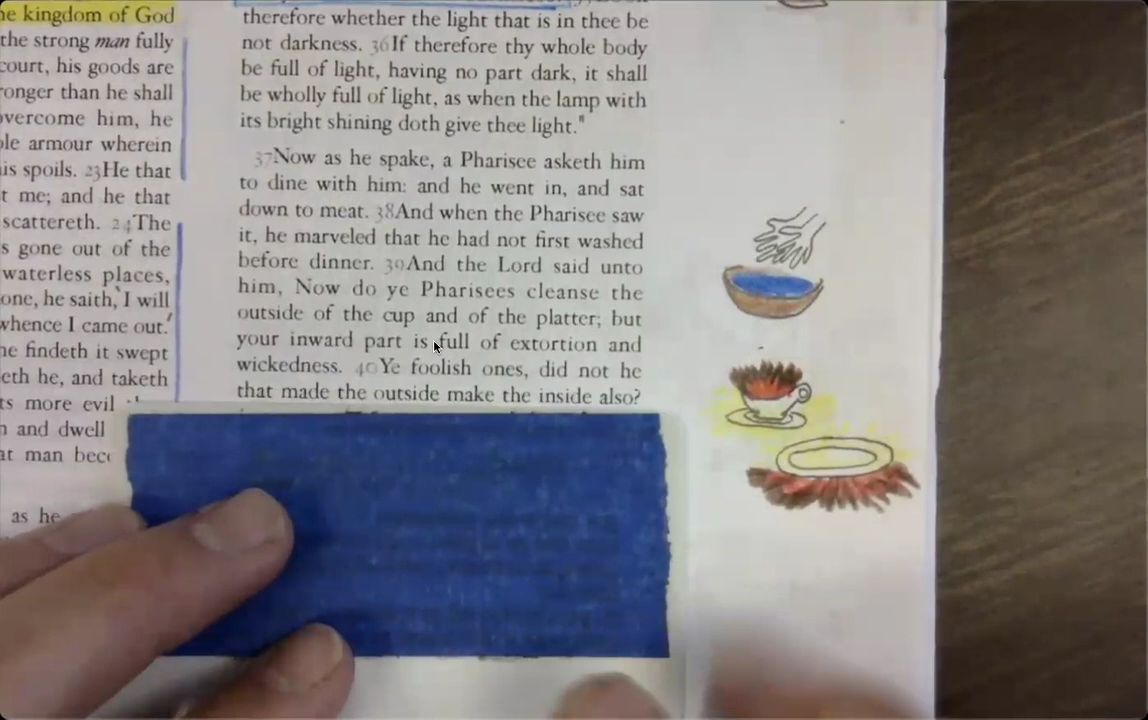 he kingdom of God
the strong man fully
court, his goods are
ronger than he shall
overcome him, he
ole armour wherein
is spoils. 23He that
t me; and he that
scattereth. 24The
s gone out of the
waterless places,
one, he saith, I will
whence I came out.
he findeth it swept
eth he, and taketh
ts more evil
n and dwell
at man bec
as he
therefore whether the light that is in thee be
not darkness. 36If therefore thy whole body
be full of light, having no part dark, it shall
be wholly full of light, as when the lamp with
its bright shining doth give thee light."
37Now as he spake, a Pharisee asketh him
to dine with him: and he went in, and sat
down to meat. 38And when the Pharisee saw
it, he marveled that he had not first washed
before dinner. 39And the Lord said unto
him, Now do ye Pharisees cleanse the
outside of the cup and of the platter; but
your inward part is full of extortion and
wickedness. 40Ye foolish ones, did not he
that made the outside make the inside also?